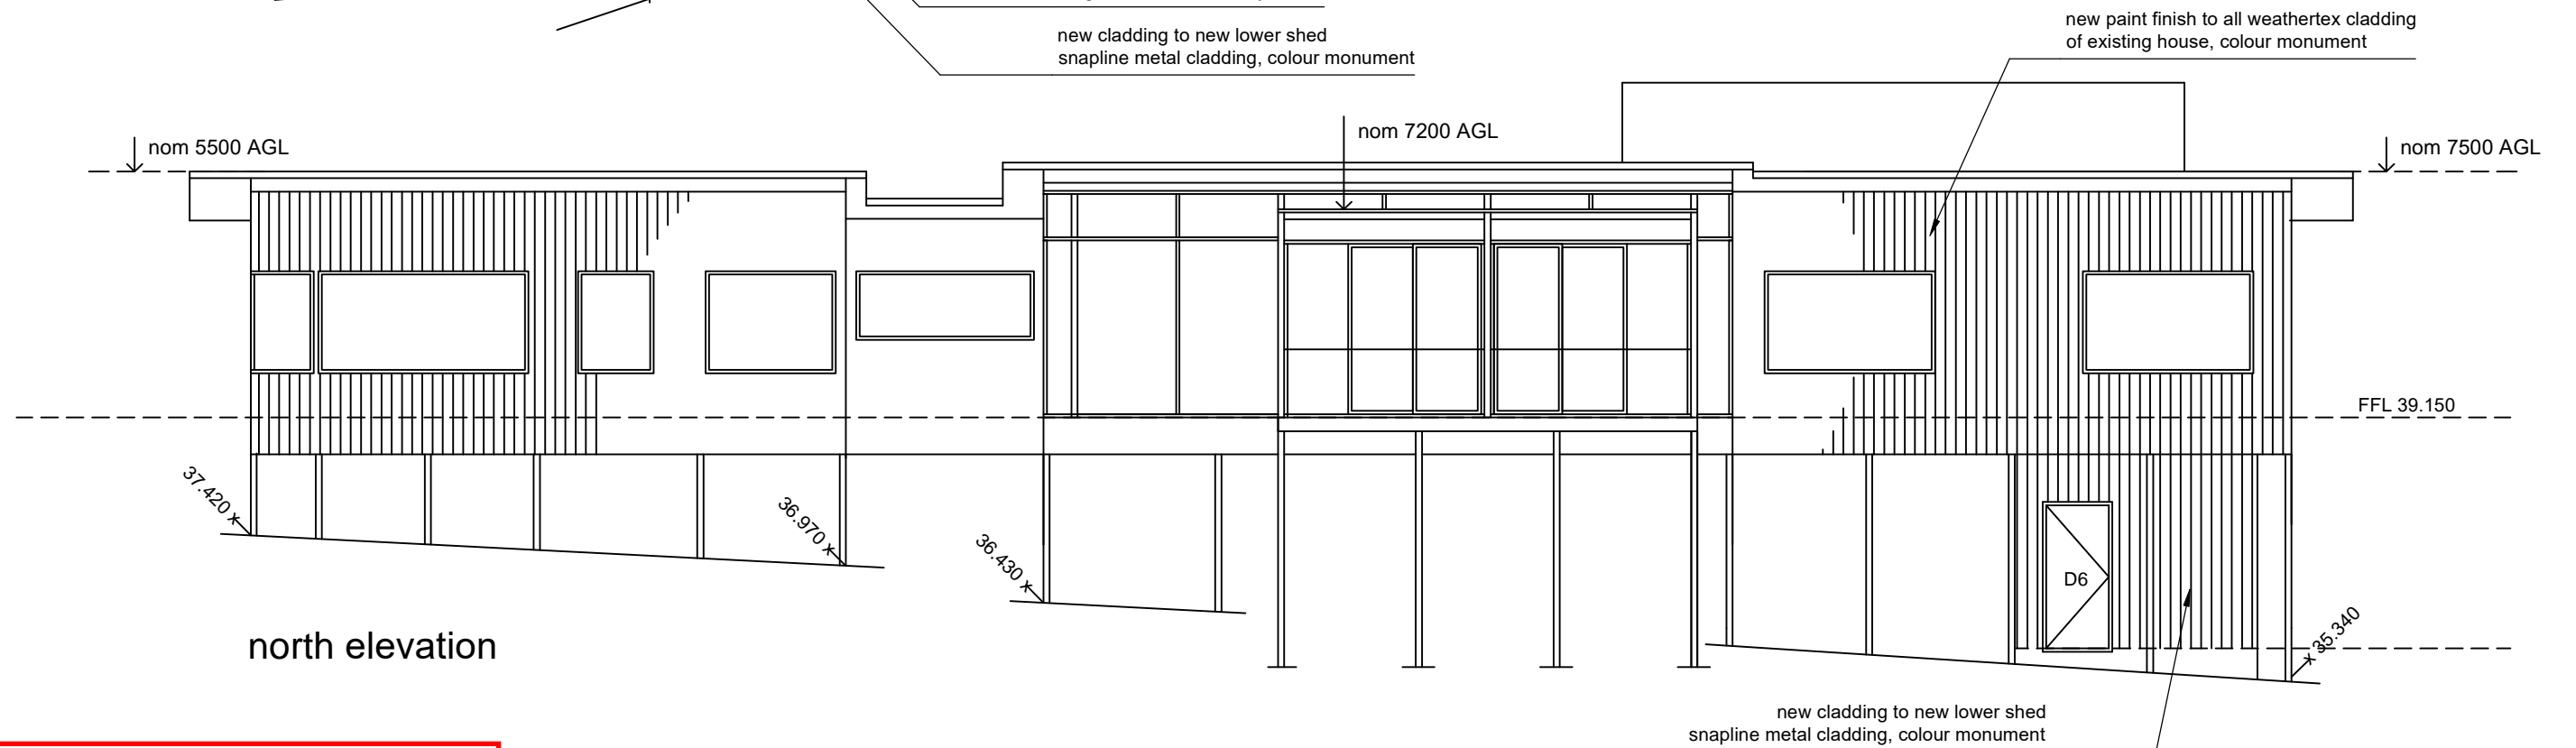 new cladding to new lower shed
snapline metal cladding, colour monument
new paint finish to all weathertex cladding
of existing house, colour monument
nom 5500 AGL
nom 7200 AGL
nom 7500 AGL
FFL 39.150
37.420 x
36.970 x
36.430 x
D6
x 35.340
north elevation
new cladding to new lower shed
snapline metal cladding, colour monument